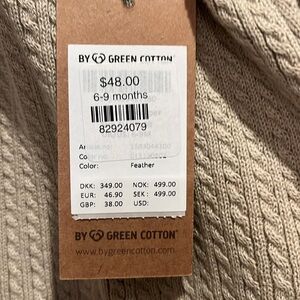 BY GREEN COTTON
$48.00
6-9 months
82924079
Color: Feather
DKK: 349.00 NOK: 499.00
EUR: 46.90 SEK: 499.00
GBP: 38.00 USD:
BY GREEN COTTON®
www.bygreencotton.com